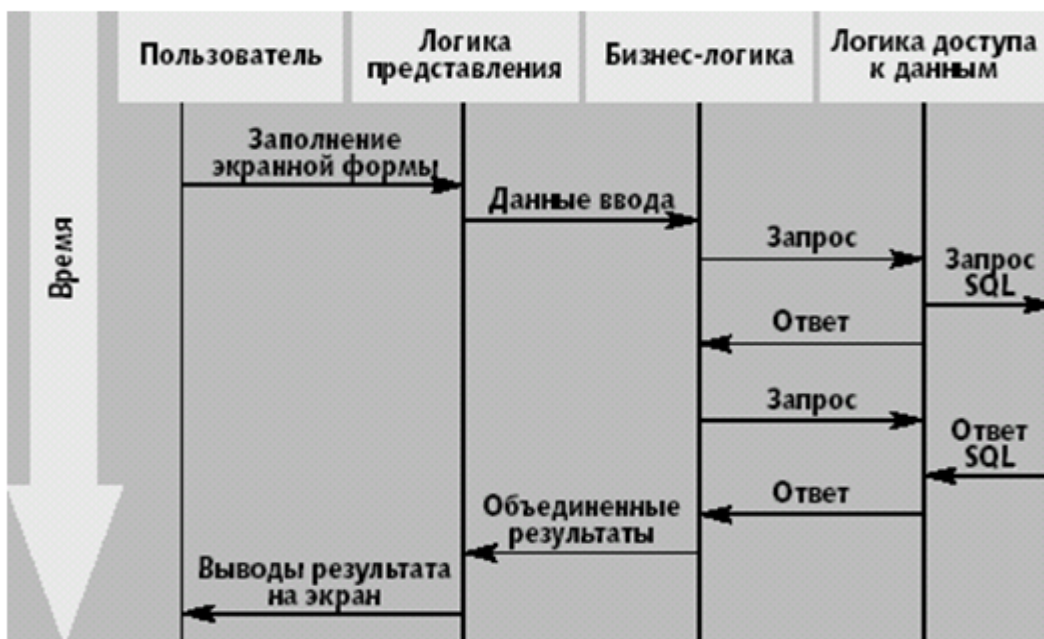 Пользователь
Логика
представления
Бизнес-логика
Логика доступа
к данным
Время
Заполнение
экранной формы
Данные ввода
Запрос
Запрос
SQL
Ответ
Запрос
Ответ
SQL
Ответ
Объединенные
результаты
Выводы результата
на экран